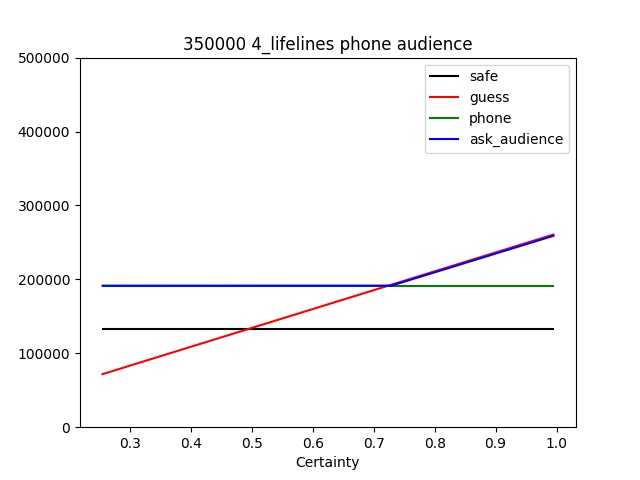 350000 4_lifelines phone audience
500000
400000
300000
200000
100000
0
safe
guess
phone
ask_audience
0.3 0.4 0.5 0.6 0.7 0.8 0.9 1.0
Certainty